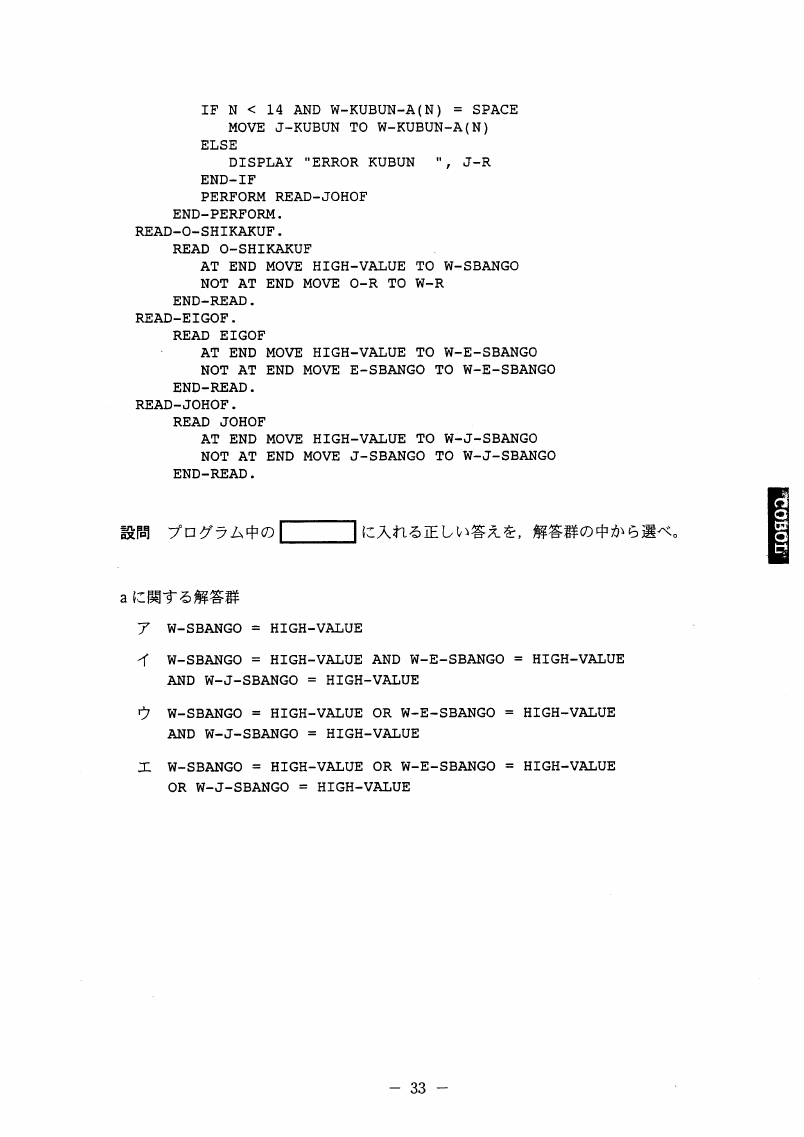 IF N < 14 AND W-KUBUN-A(N) = SPACE
MOVE J-KUBUN TO W-KUBUN-A(N)
ELSE
DISPLAY "ERROR KUBUN  ", J-R
END-IF
PERFORM READ-JOHOF
END-PERFORM.
READ-O-SHIKAKUF.
READ O-SHIKAKUF
AT END MOVE HIGH-VALUE TO W-SBANGO
NOT AT END MOVE O-R TO W-R
END-READ.
READ-EIGOF.
READ EIGOF
AT END MOVE HIGH-VALUE TO W-E-SBANGO
NOT AT END MOVE E-SBANGO TO W-E-SBANGO
END-READ.
READ-JOHOF.
READ JOHOF
AT END MOVE HIGH-VALUE TO W-J-SBANGO
NOT AT END MOVE J-SBANGO TO W-J-SBANGO
END-READ.
COBOL
設問 プログラム中の に入れる正しい答えを，解答群の中から選べ。
a に関する解答群
ア W-SBANGO = HIGH-VALUE
イ W-SBANGO = HIGH-VALUE AND W-E-SBANGO = HIGH-VALUE
AND W-J-SBANGO = HIGH-VALUE
ウ W-SBANGO = HIGH-VALUE OR W-E-SBANGO = HIGH-VALUE
AND W-J-SBANGO = HIGH-VALUE
エ W-SBANGO = HIGH-VALUE OR W-E-SBANGO = HIGH-VALUE
OR W-J-SBANGO = HIGH-VALUE
— 33 —